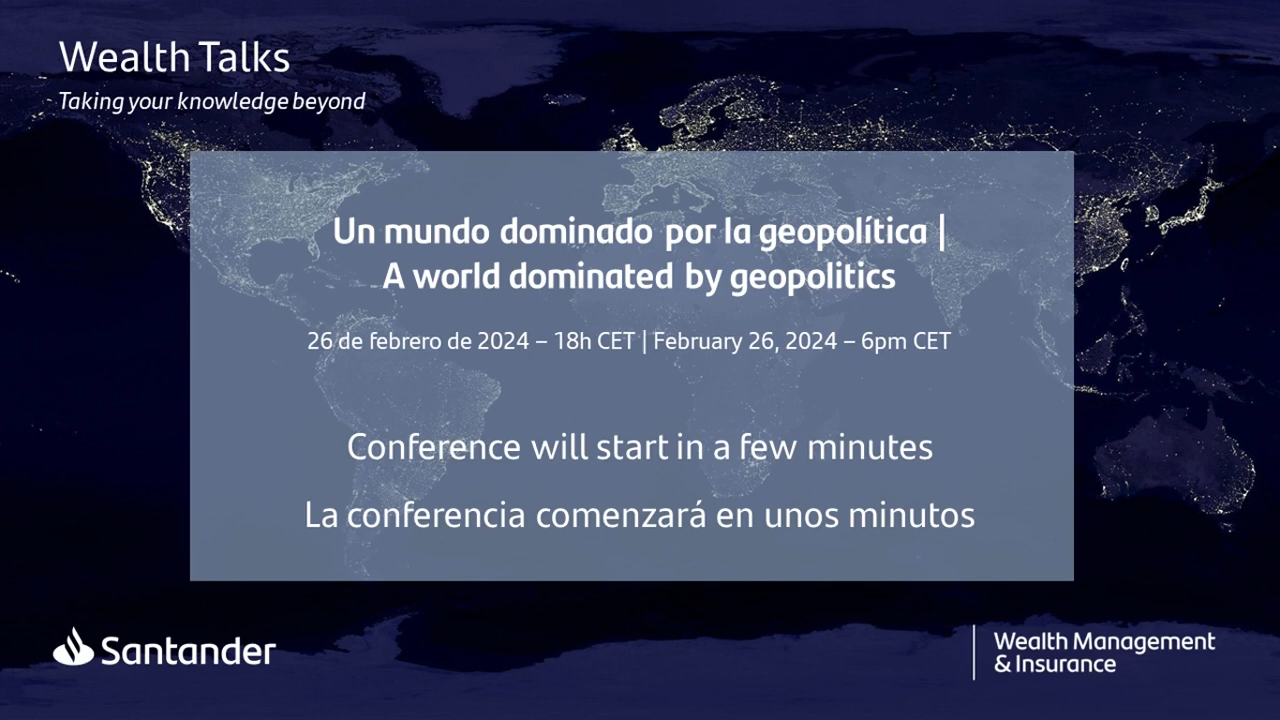 Wealth Talks
Taking your knowledge beyond
Un mundo dominado por la geopolítica |
A world dominated by geopolitics
26 de febrero de 2024 – 18h CET | February 26, 2024 – 6pm CET
Conference will start in a few minutes
La conferencia comenzará en unos minutos
Santander
Wealth Management
& Insurance